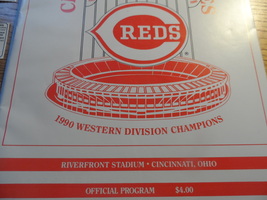 REDS
1990 WESTERN DIVISION CHAMPIONS
RIVERFRONT STADIUM • CINCINNATI, OHIO
OFFICIAL PROGRAM $4.00